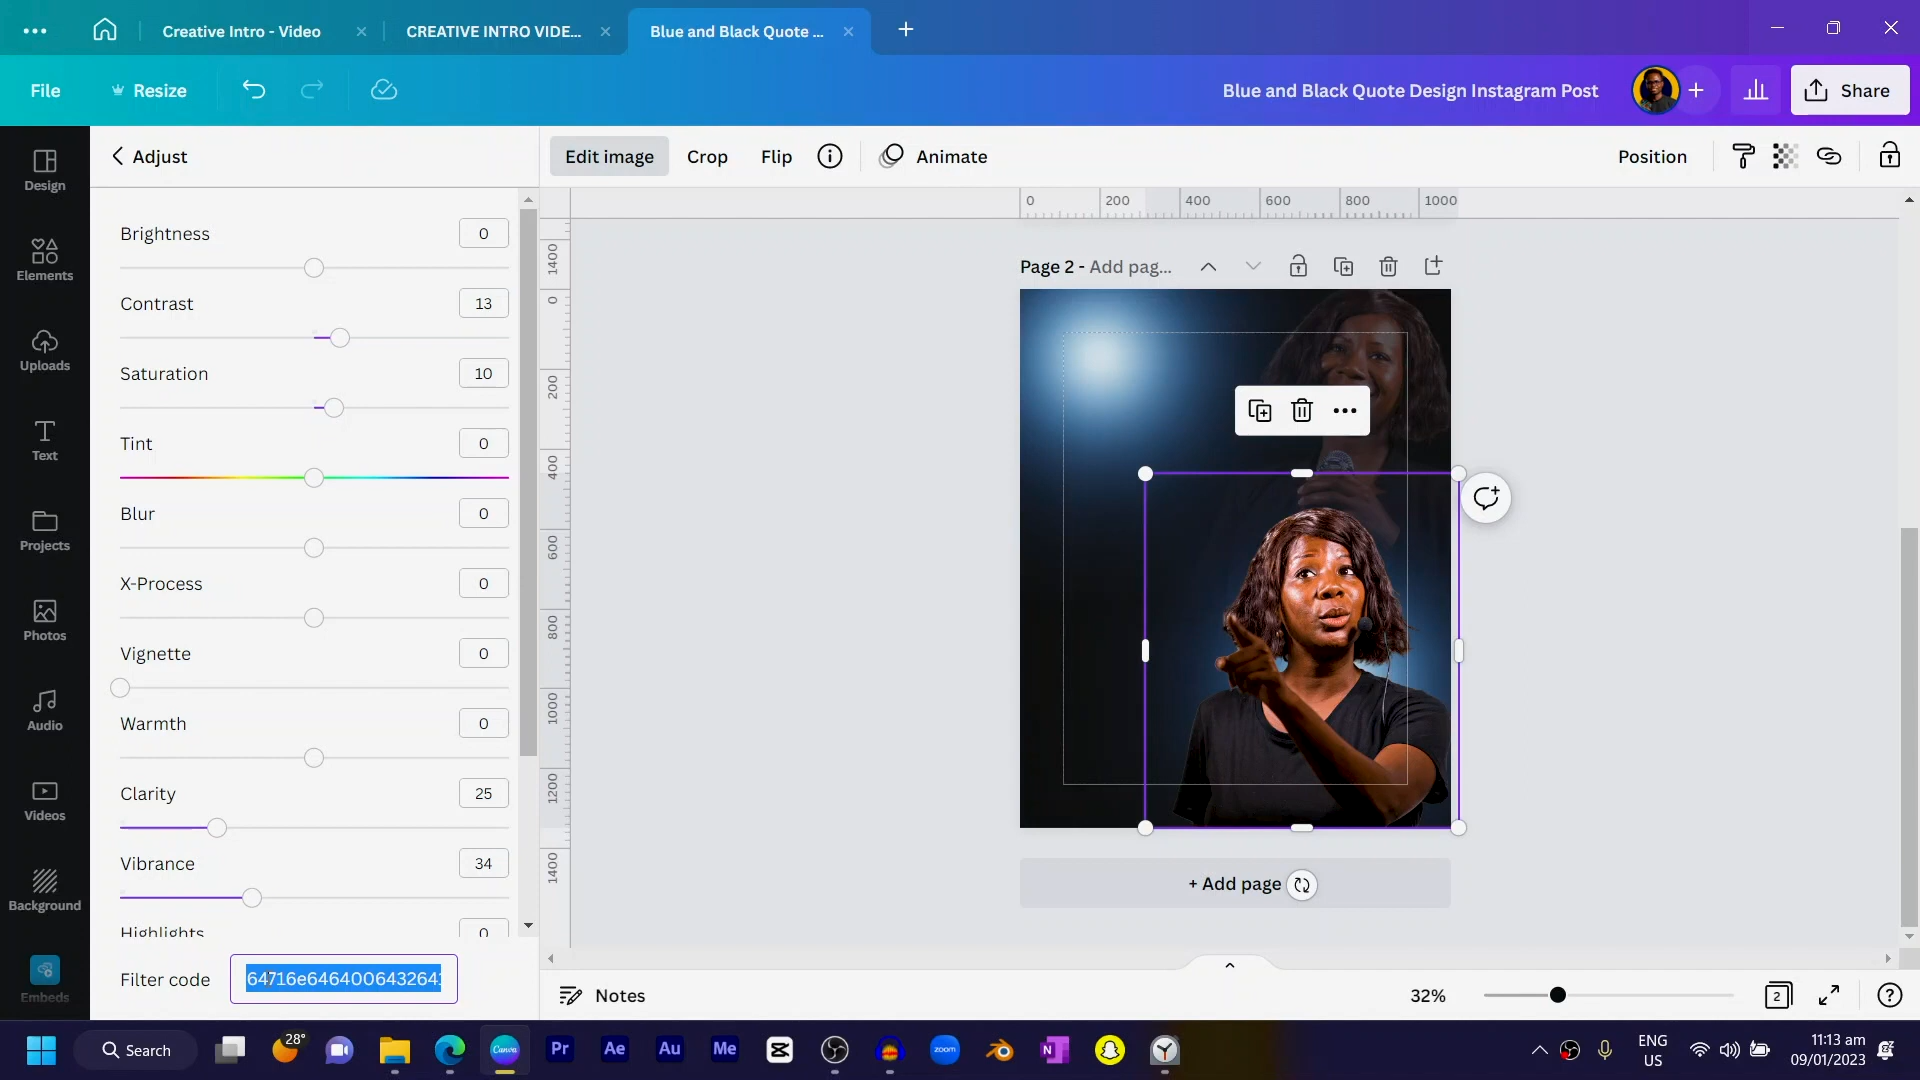 Creative Intro - Video
CREATIVE INTRO VIDE...
Blue and Black Quote ...
File
Resize
Blue and Black Quote Design Instagram Post
Share
Adjust
Edit image
Crop
Flip
Animate
Position
Design
Elements
Uploads
Text
Projects
Photos
Audio
Videos
Background
Embeds
Brightness 0
Contrast 13
Saturation 10
Tint 0
Blur 0
X-Process 0
Vignette 0
Warmth 0
Clarity 25
Vibrance 34
Highlights 0
Filter code
0 200 400 600 800 1000
1400
0
200
400
600
800
1000
1200
1400
Page 2 - Add pag...
+ Add page
Notes
32%
2
28°
Search
Canva
Pr
Ae
Au
Me
zoom
N
ENG
US
11:13 am
09/01/2023